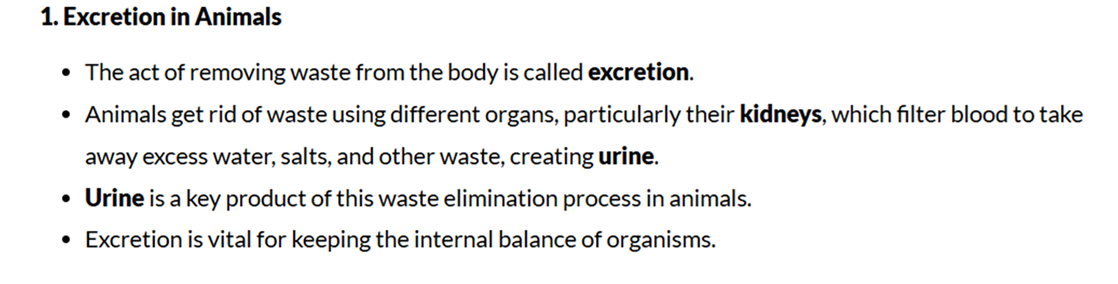 1. Excretion in Animals
• The act of removing waste from the body is called excretion.
• Animals get rid of waste using different organs, particularly their kidneys, which filter blood to take
away excess water, salts, and other waste, creating urine.
• Urine is a key product of this waste elimination process in animals.
• Excretion is vital for keeping the internal balance of organisms.